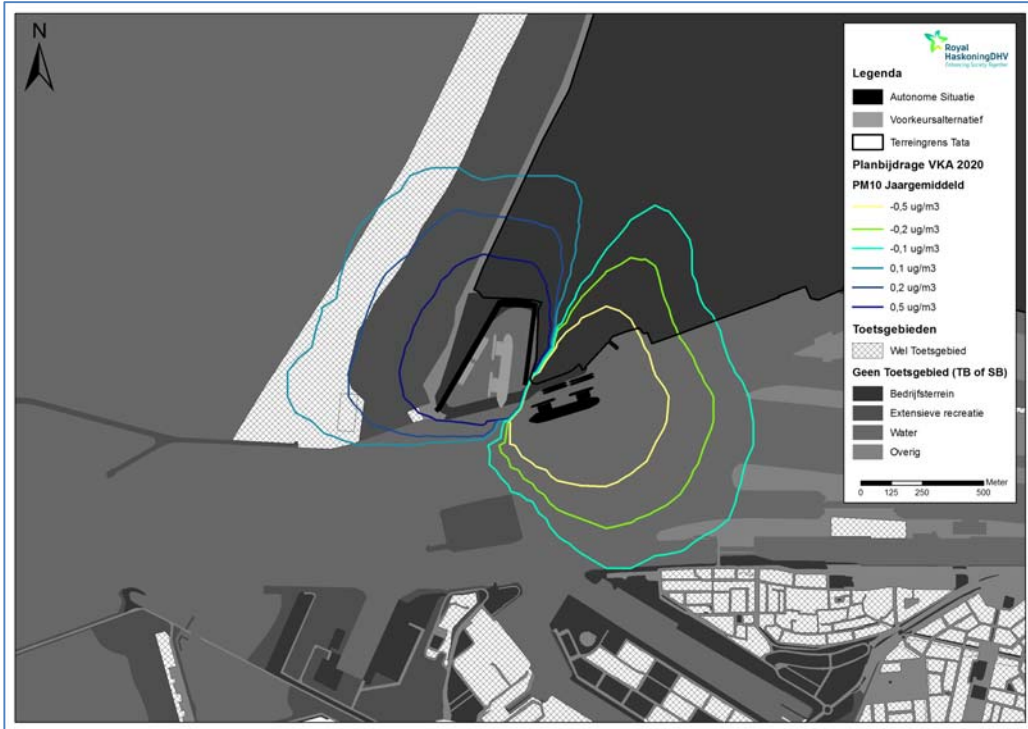 N
Royal
HaskoningDHV
Enhancing Society Together
Legenda
Autonome Situatie
Voorkeursalternatief
Terreingrens Tata
Planbijdrage VKA 2020
PM10 Jaargemiddeld
-0,5 ug/m3
-0,2 ug/m3
-0,1 ug/m3
0,1 ug/m3
0,2 ug/m3
0,5 ug/m3
Toetsgebieden
Wel Toetsgebied
Geen Toetsgebied (TB of SB)
Bedrijfsterrein
Extensieve recreatie
Water
Overig
Meter
0 125 250 500